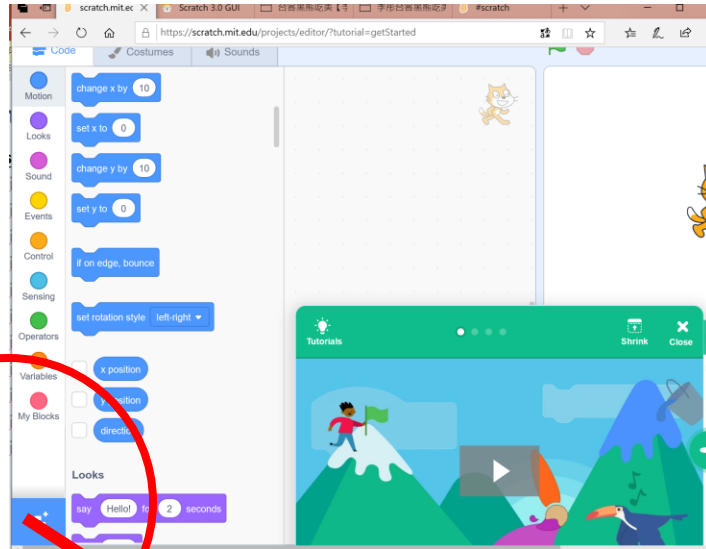 scratch.mit.ec
Scratch 3.0 GUI
#scratch
https://scratch.mit.edu/projects/editor/?tutorial=getStarted
Code
Costumes
Sounds
Motion
Looks
Sound
Events
Control
Sensing
Operators
Variables
My Blocks
change x by 10
set x to 0
change y by 10
set y to 0
if on edge, bounce
set rotation style left-right
x position
y position
direction
Looks
say Hello! for 2 seconds
Tutorials
Shrink
Close